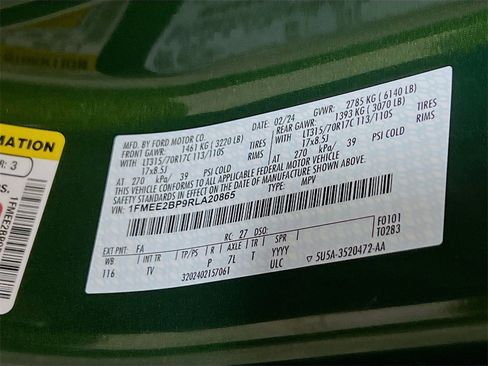 MFD. BY FORD MOTOR CO.
DATE: 02/24 GVWR: 2785 KG ( 6140 LB)
FRONT GAWR: 1461 KG ( 3220 LB)
REAR GAWR: 1393 KG ( 3070 LB)
LT315/70R17C 113/110S TIRES
LT315/70R17C 113/110S TIRES
17x8.5J RIMS
17x8.5J RIMS
AT 270 kPa/ 39 PSI COLD
AT 270 kPa/ 39 PSI COLD
THIS VEHICLE CONFORMS TO ALL APPLICABLE FEDERAL MOTOR VEHICLE
SAFETY STANDARDS IN EFFECT ON THE DATE OF MANUFACTURE SHOWN ABOVE.
VIN: 1FMEE2BP9RLA20865
TYPE: MPV
F0101
T0283
EXT PNT: FA RC: 27 DSO:
WB INT TR TP/PS R AXLE TR SPR
116 TV P 7L T YYYY
3202402157061 ULC
▽ 5U5A-3520472-AA
MATION
R: 3
1FMEE2BP9